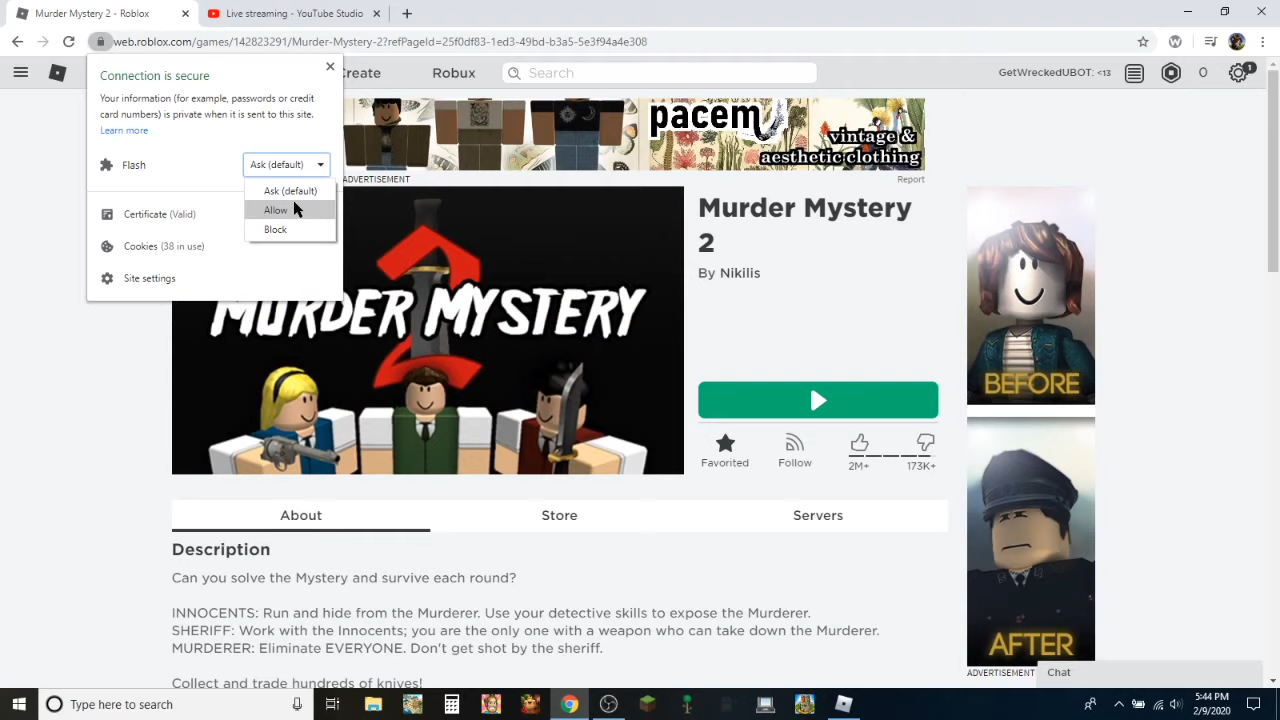 Murder Mystery 2 - Roblox
Live streaming - YouTube Studio
web.roblox.com/games/142823291/Murder-Mystery-2?refPageId=25f0df83-1ed3-49bd-b3a5-5e3f94a4e308
Connection is secure
Your information (for example, passwords or credit
card numbers) is private when it is sent to this site.
Learn more
Flash
Ask (default)
Ask (default)
Allow
Block
Certificate (Valid)
Cookies (38 in use)
Site settings
Create
Robux
Search
GetWreckedUBOT: <13
0
1
pacem
vintage &
aesthetic clothing
ADVERTISEMENT
Report
MURDER MYSTERY
2
Murder Mystery
2
By Nikilis
Favorited
Follow
2M+
173K+
BEFORE
AFTER
ADVERTISEMENT
About
Store
Servers
Description
Can you solve the Mystery and survive each round?
INNOCENTS: Run and hide from the Murderer. Use your detective skills to expose the Murderer.
SHERIFF: Work with the Innocents; you are the only one with a weapon who can take down the Murderer.
MURDERER: Eliminate EVERYONE. Don't get shot by the sheriff.
Collect and trade hundreds of knives!
Chat
Type here to search
5:44 PM
2/9/2020